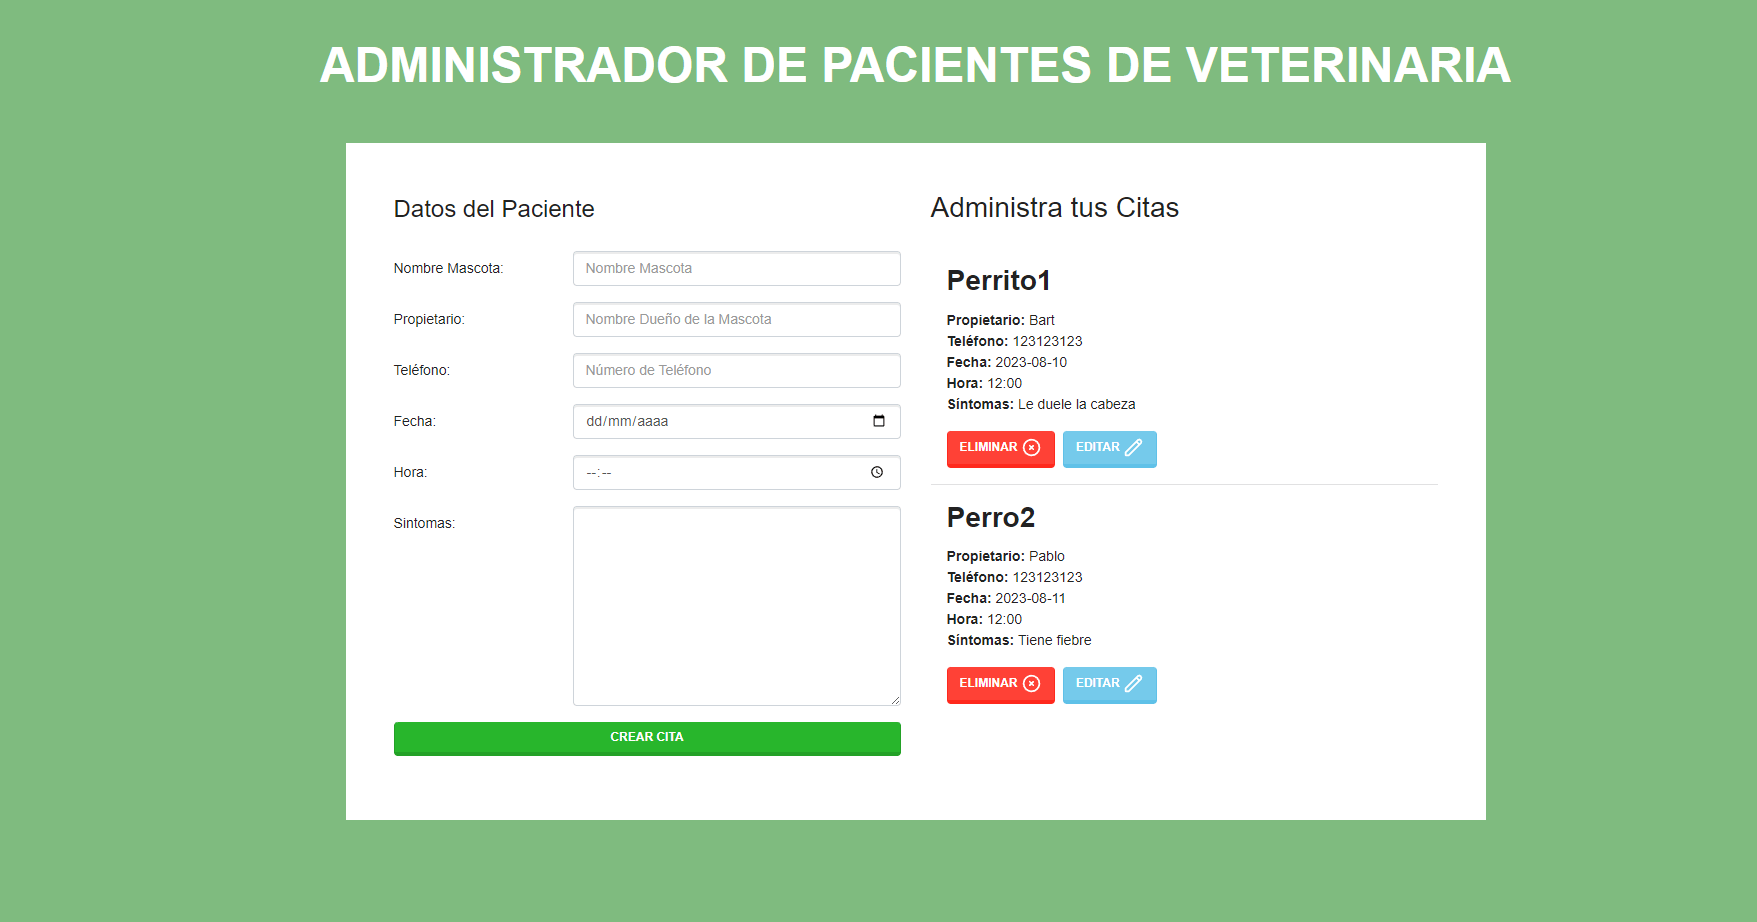 ADMINISTRADOR DE PACIENTES DE VETERINARIA
Datos del Paciente
Nombre Mascota: Nombre Mascota
Propietario: Nombre Dueño de la Mascota
Teléfono: Número de Teléfono
Fecha: dd/mm/aaaa
Hora: --:--
Sintomas:
CREAR CITA
Administra tus Citas
Perrito1
Propietario: Bart
Teléfono: 123123123
Fecha: 2023-08-10
Hora: 12:00
Síntomas: Le duele la cabeza
ELIMINAR EDITAR
Perro2
Propietario: Pablo
Teléfono: 123123123
Fecha: 2023-08-11
Hora: 12:00
Síntomas: Tiene fiebre
ELIMINAR EDITAR